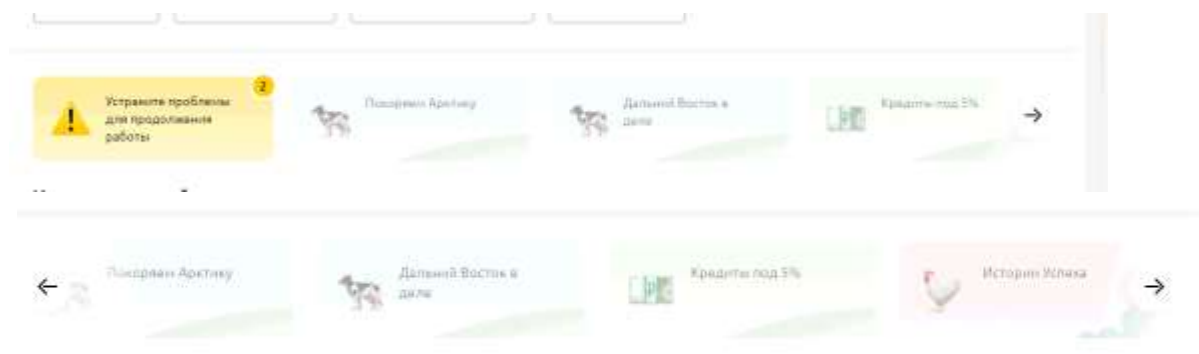 2
Устраните проблемы
для продолжения
работы
Покоряем Арктику
Дальний Восток в
деле
Кредиты под 5%
Покоряем Арктику
Дальний Восток в
деле
Кредиты под 5%
Истории Успеха